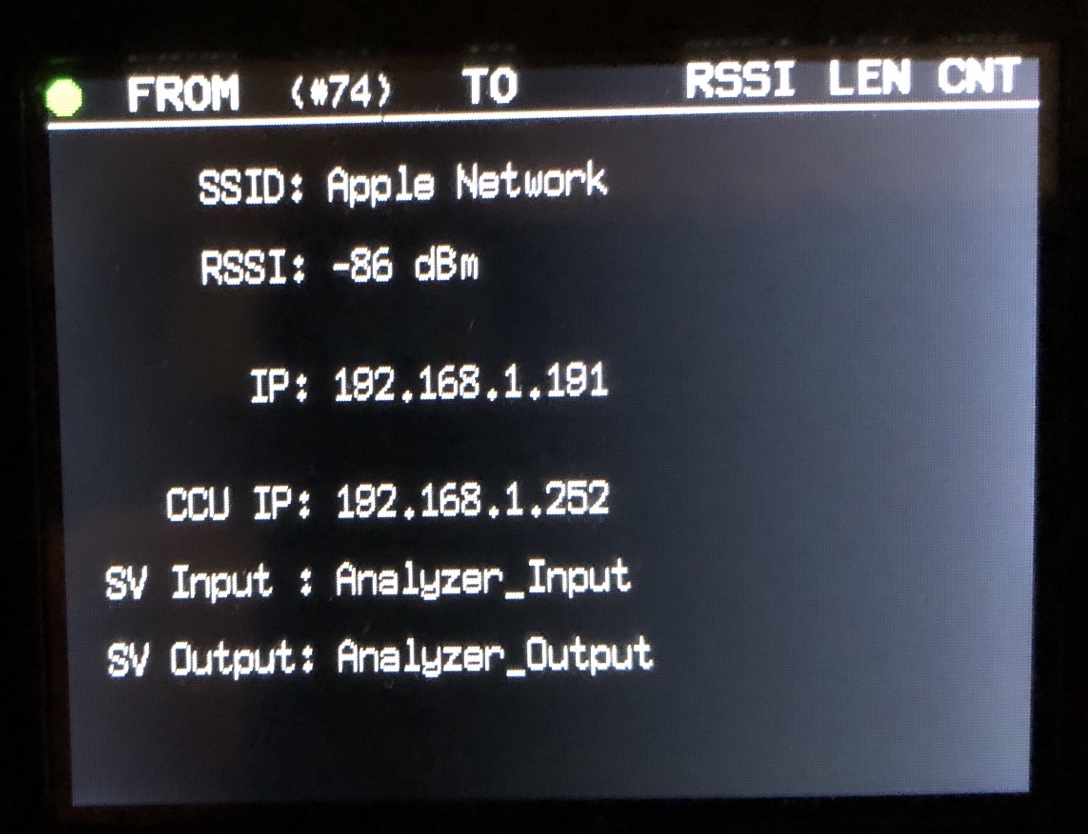 FROM (#74) TO RSSI LEN CNT
SSID: Apple Network
RSSI: -86 dBm
IP: 192.168.1.191
CCU IP: 192.168.1.252
SV Input : Analyzer_Input
SV Output: Analyzer_Output